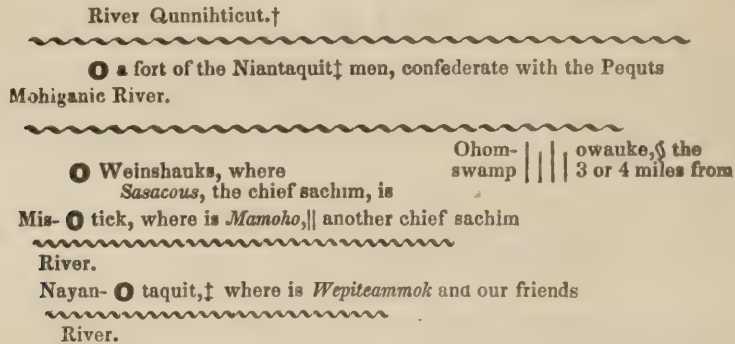 River Qunnihticut.†
O a fort of the Niantaquit‡ men, confederate with the Pequts
Mohiganic River.
O Weinshauks, where
Sasacous, the chief sachim, is
Ohom- |||| owauke,§ the
swamp |||| 3 or 4 miles from
Mis- O tick, where is Mamoho,|| another chief sachim
River.
Nayan- O taquit,‡ where is Wepiteammok and our friends
River.